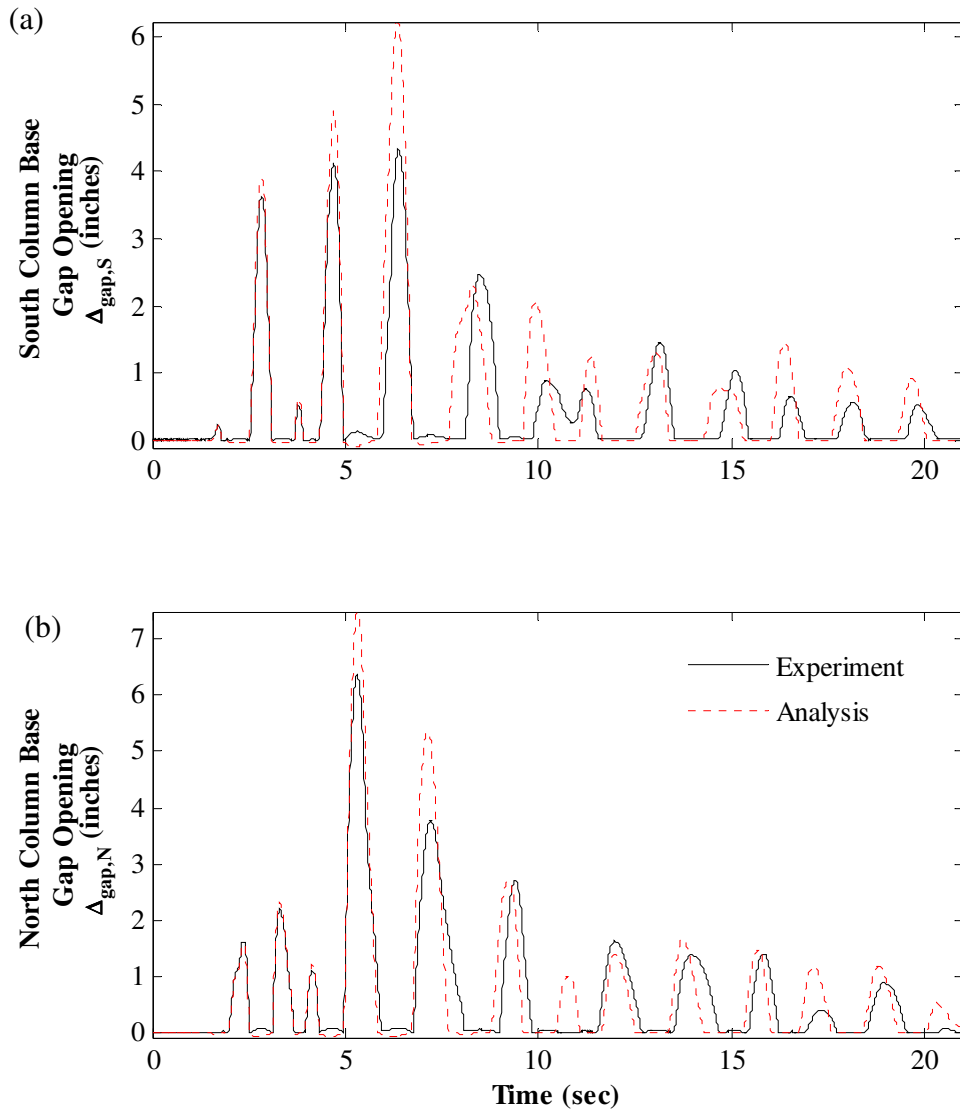 (a)
South Column Base
Gap Opening
Δgap,S (inches)
6
5
4
3
2
1
0
0 5 10 15 20
(b)
North Column Base
Gap Opening
Δgap,N (inches)
7
6
5
4
3
2
1
0
Experiment
Analysis
0 5 10 15 20
Time (sec)